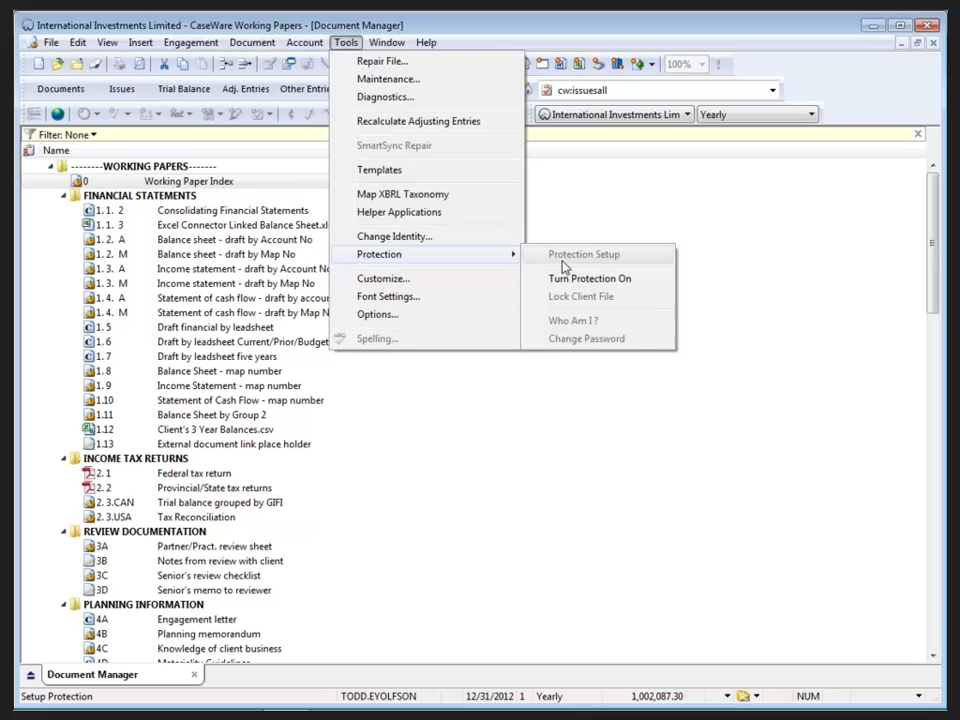 International Investments Limited - CaseWare Working Papers - [Document Manager]
File Edit View Insert Engagement Document Account Tools Window Help
100%
Documents Issues Trial Balance Adj. Entries Other Entrie
cw:issuesall
International Investments Lim Yearly
Filter: None
Name
--------WORKING PAPERS-------
0 Working Paper Index
FINANCIAL STATEMENTS
1.1. 2 Consolidating Financial Statements
1.1. 3 Excel Connector Linked Balance Sheet.xl
1.2. A Balance sheet - draft by Account No
1.2. M Balance sheet - draft by Map No
1.3. A Income statement - draft by Account No
1.3. M Income statement - draft by Map No
1.4. A Statement of cash flow - draft by accoun
1.4. M Statement of cash flow - draft by Map No
1.5 Draft financial by leadsheet
1.6 Draft by leadsheet Current/Prior/Budget
1.7 Draft by leadsheet five years
1.8 Balance Sheet - map number
1.9 Income Statement - map number
1.10 Statement of Cash Flow - map number
1.11 Balance Sheet by Group 2
1.12 Client's 3 Year Balances.csv
1.13 External document link place holder
INCOME TAX RETURNS
2. 1 Federal tax return
2. 2 Provincial/State tax returns
2. 3.CAN Trial balance grouped by GIFI
2. 3.USA Tax Reconciliation
REVIEW DOCUMENTATION
3A Partner/Pract. review sheet
3B Notes from review with client
3C Senior's review checklist
3D Senior's memo to reviewer
PLANNING INFORMATION
4A Engagement letter
4B Planning memorandum
4C Knowledge of client business
Repair File...
Maintenance...
Diagnostics...
Recalculate Adjusting Entries
SmartSync Repair
Templates
Map XBRL Taxonomy
Helper Applications
Change Identity...
Protection
Customize...
Font Settings...
Options...
Spelling...
Protection Setup
Turn Protection On
Lock Client File
Who Am I?
Change Password
Document Manager
Setup Protection TODD.EYOLFSON 12/31/2012 1 Yearly 1,002,087.30 NUM